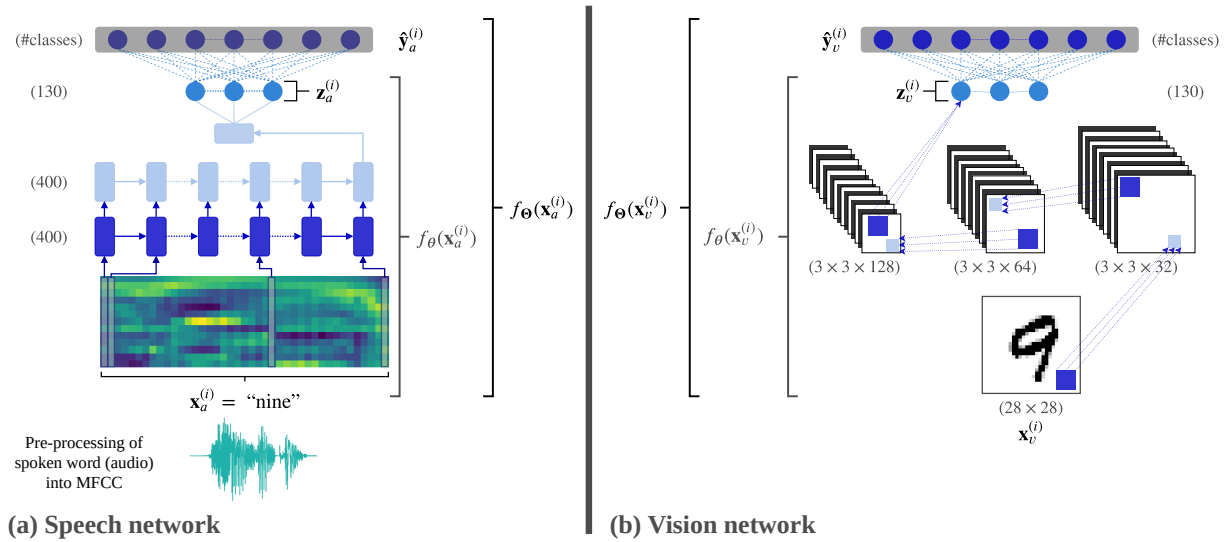 (#classes)
ŷ_a^{(i)}
(130)
z_a^{(i)}
(400)
(400)
f_θ(x_a^{(i)})
f_Θ(x_a^{(i)})
x_a^{(i)} = “nine”
Pre-processing of
spoken word (audio)
into MFCC
(a) Speech network
ŷ_v^{(i)}
(#classes)
z_v^{(i)}
(130)
f_Θ(x_v^{(i)})
f_θ(x_v^{(i)})
(3 × 3 × 128)
(3 × 3 × 64)
(3 × 3 × 32)
9
(28 × 28)
x_v^{(i)}
(b) Vision network